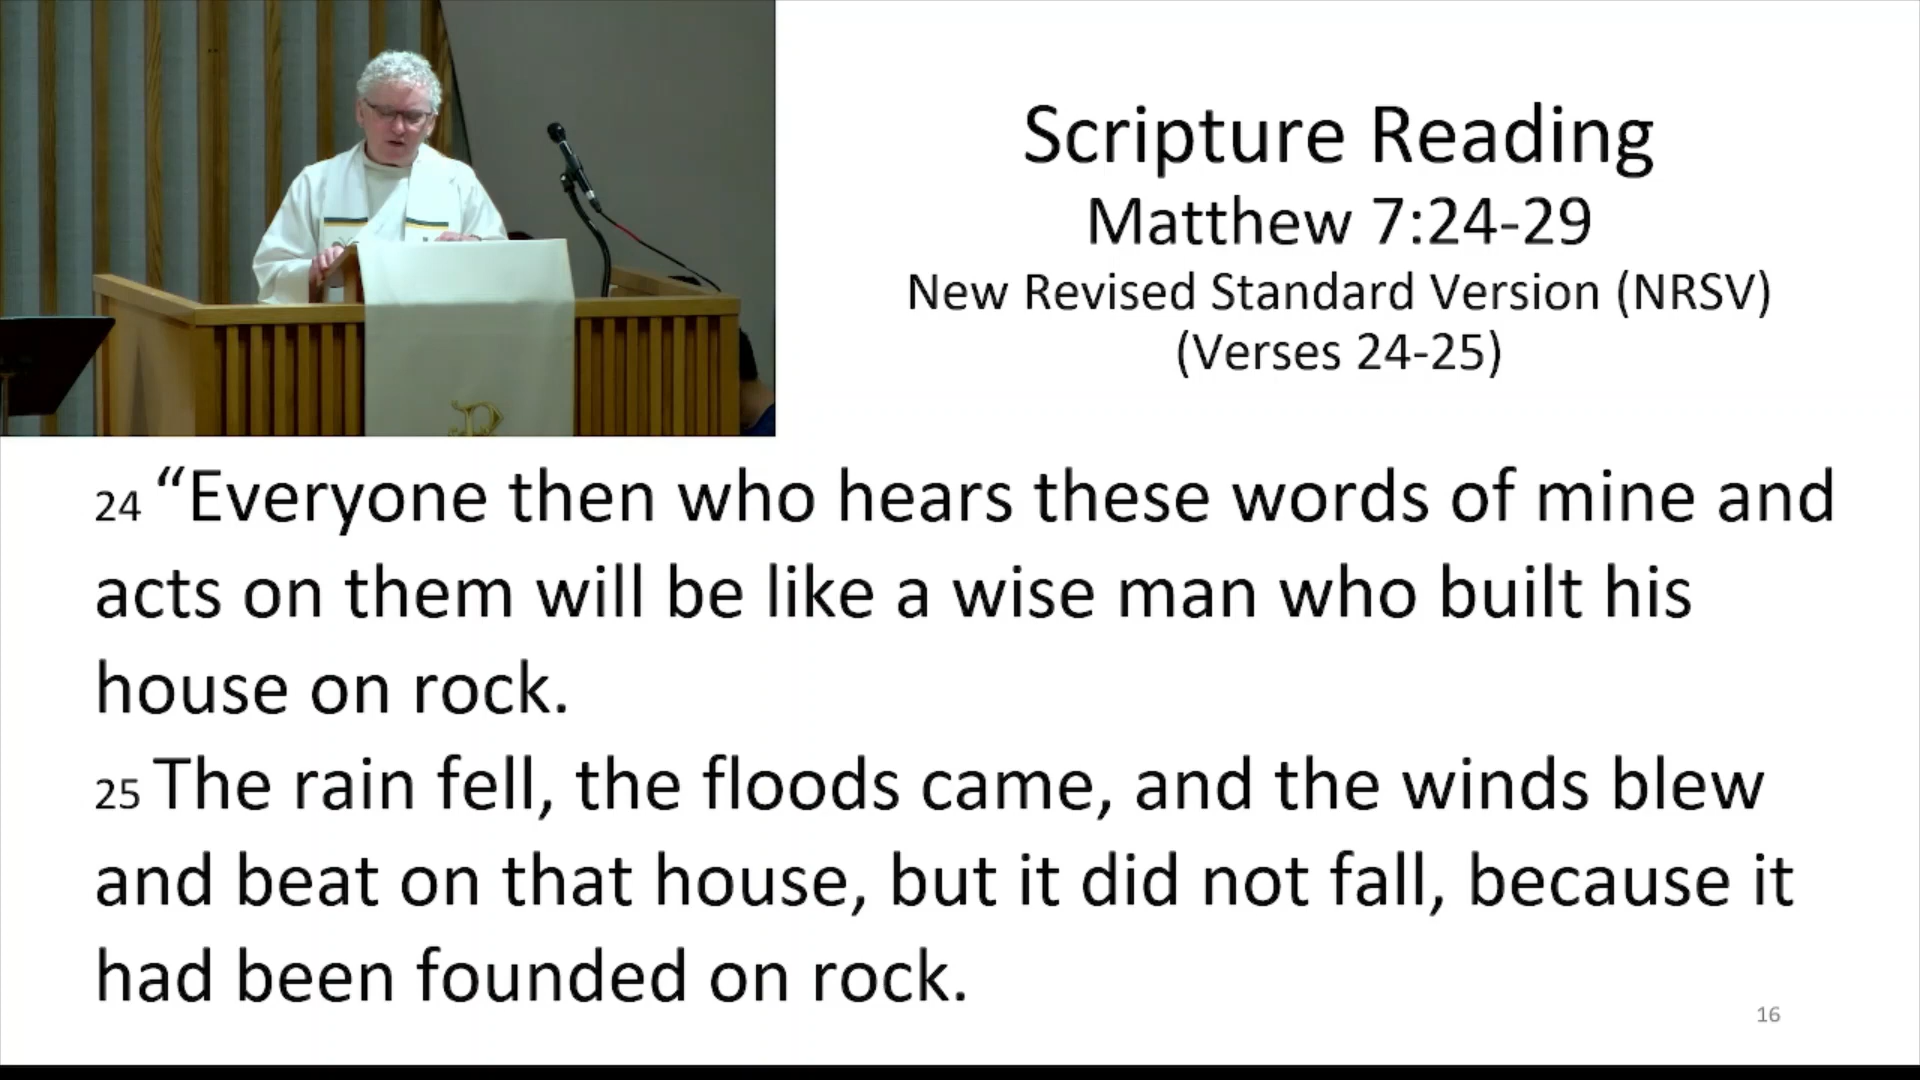 Scripture Reading
Matthew 7:24-29
New Revised Standard Version (NRSV)
(Verses 24-25)
24 “Everyone then who hears these words of mine and
acts on them will be like a wise man who built his
house on rock.
25 The rain fell, the floods came, and the winds blew
and beat on that house, but it did not fall, because it
had been founded on rock.
16